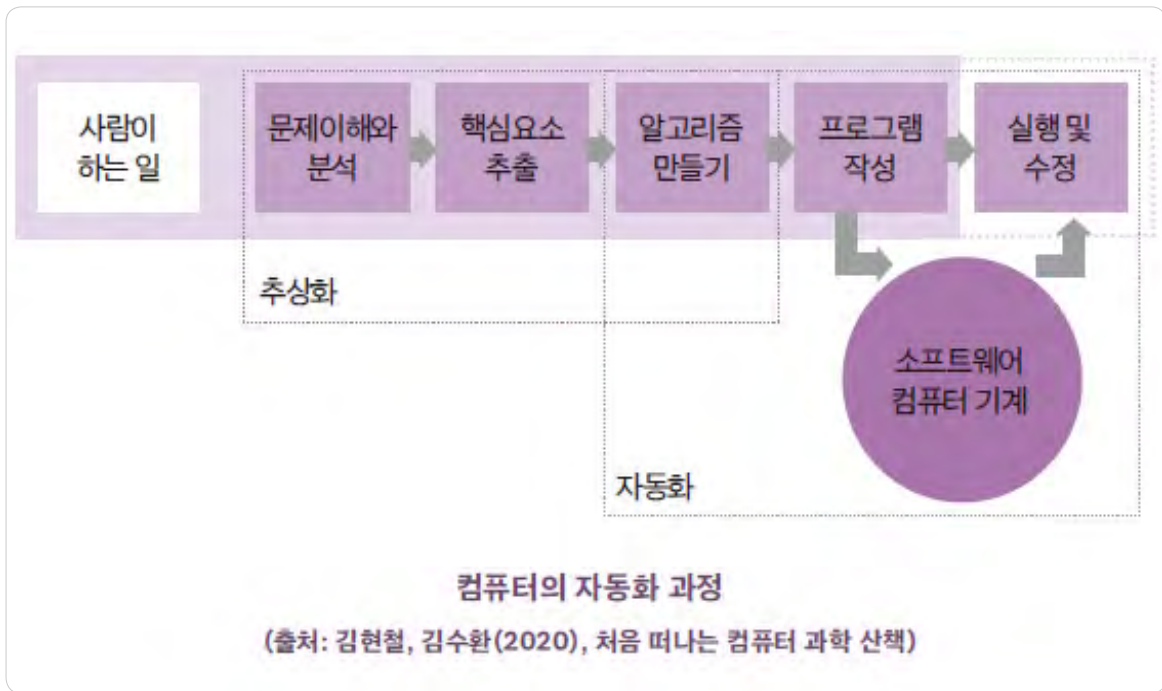 사람이
하는 일
문제이해와
분석
핵심요소
추출
알고리즘
만들기
프로그램
작성
실행 및
수정
추상화
소프트웨어
컴퓨터 기계
자동화
컴퓨터의 자동화 과정
(출처: 김현철, 김수환(2020), 처음 떠나는 컴퓨터 과학 산책)